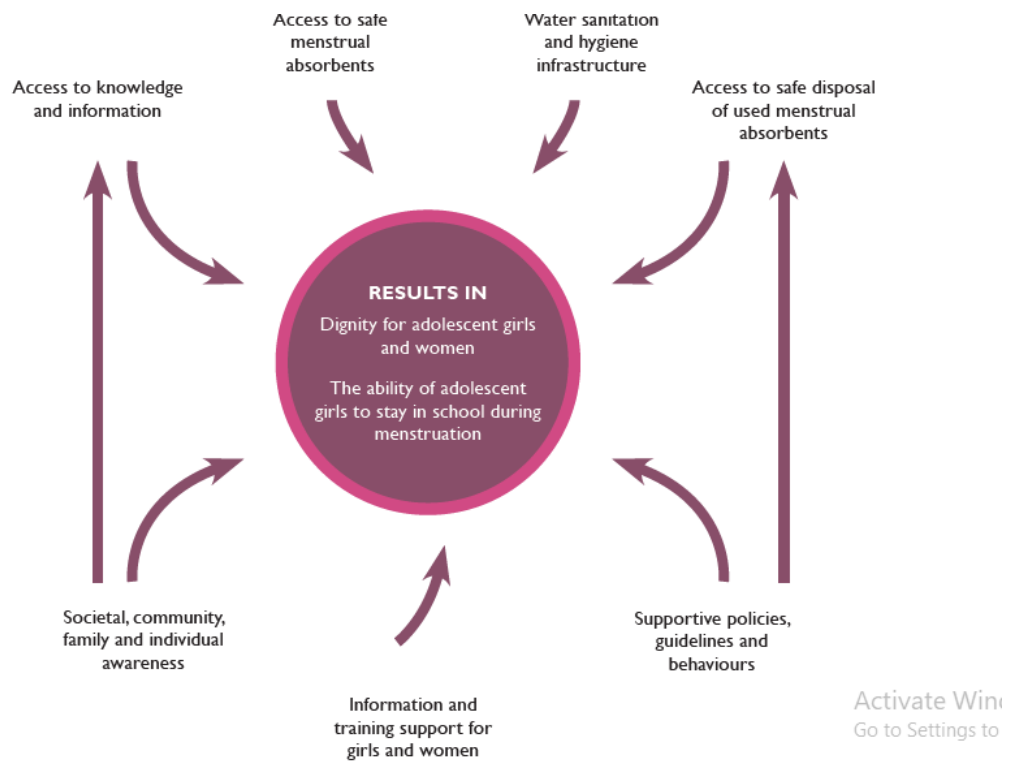 Access to safe
menstrual
absorbents
Water sanitation
and hygiene
infrastructure
Access to knowledge
and information
Access to safe disposal
of used menstrual
absorbents
RESULTS IN
Dignity for adolescent girls
and women
The ability of adolescent
girls to stay in school during
menstruation
Societal, community,
family and individual
awareness
Supportive policies,
guidelines and
behaviours
Information and
training support for
girls and women
Activate Win
Go to Settings to